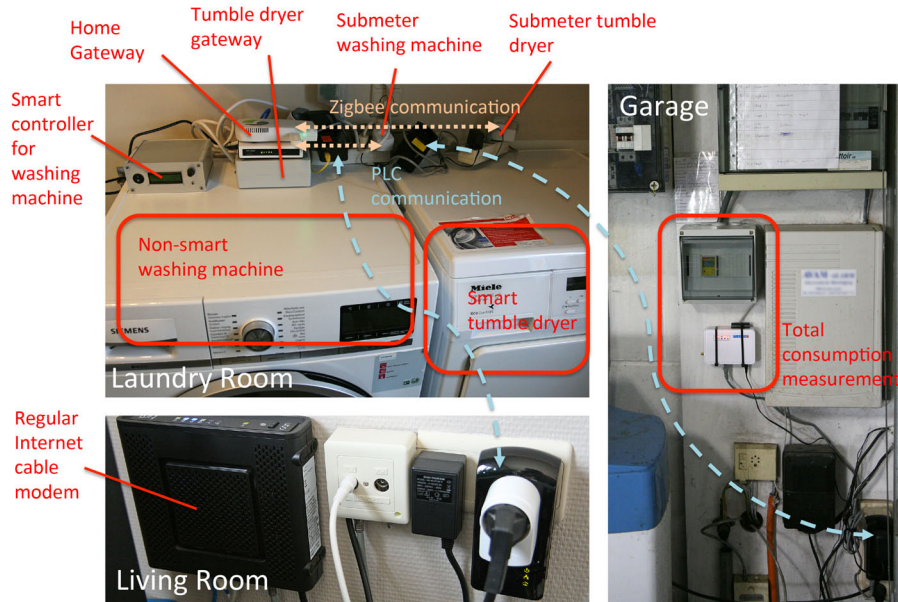 Home
Gateway
Tumble dryer
gateway
Submeter
washing machine
Submeter tumble
dryer
Smart
controller
for
washing
machine
Zigbee communication
PLC
communication
Non-smart
washing machine
SIEMENS
Miele
Smart
tumble dryer
Laundry Room
Garage
Total
consumption
measurement
Regular
Internet
cable
modem
Living Room